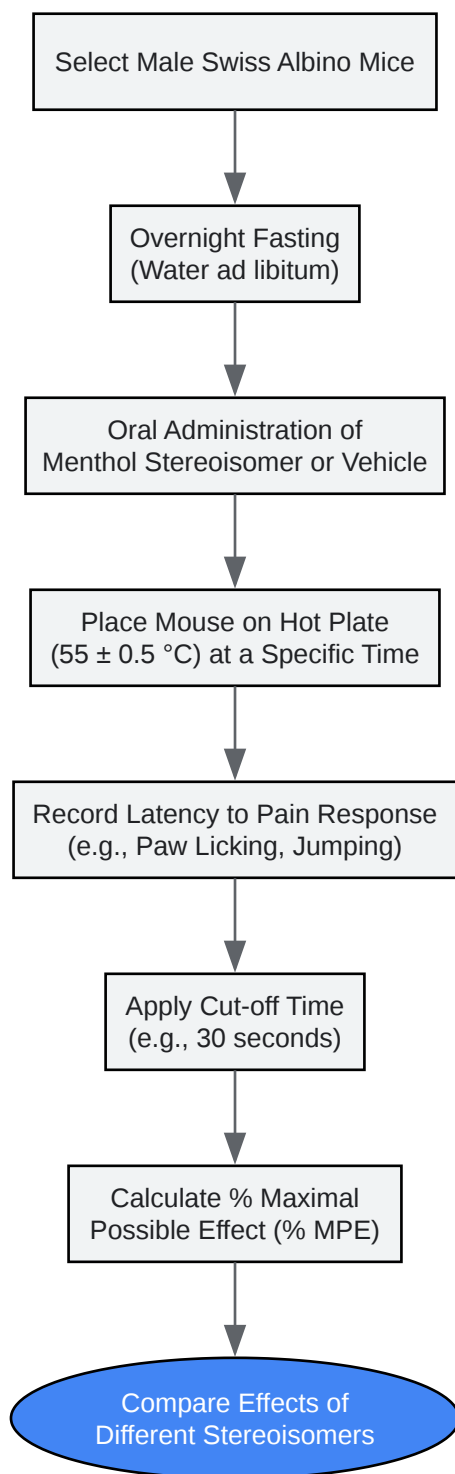 Select Male Swiss Albino Mice
Overnight Fasting
(Water ad libitum)
Oral Administration of
Menthol Stereoisomer or Vehicle
Place Mouse on Hot Plate
(55 ± 0.5 °C) at a Specific Time
Record Latency to Pain Response
(e.g., Paw Licking, Jumping)
Apply Cut-off Time
(e.g., 30 seconds)
Calculate % Maximal
Possible Effect (% MPE)
Compare Effects of
Different Stereoisomers